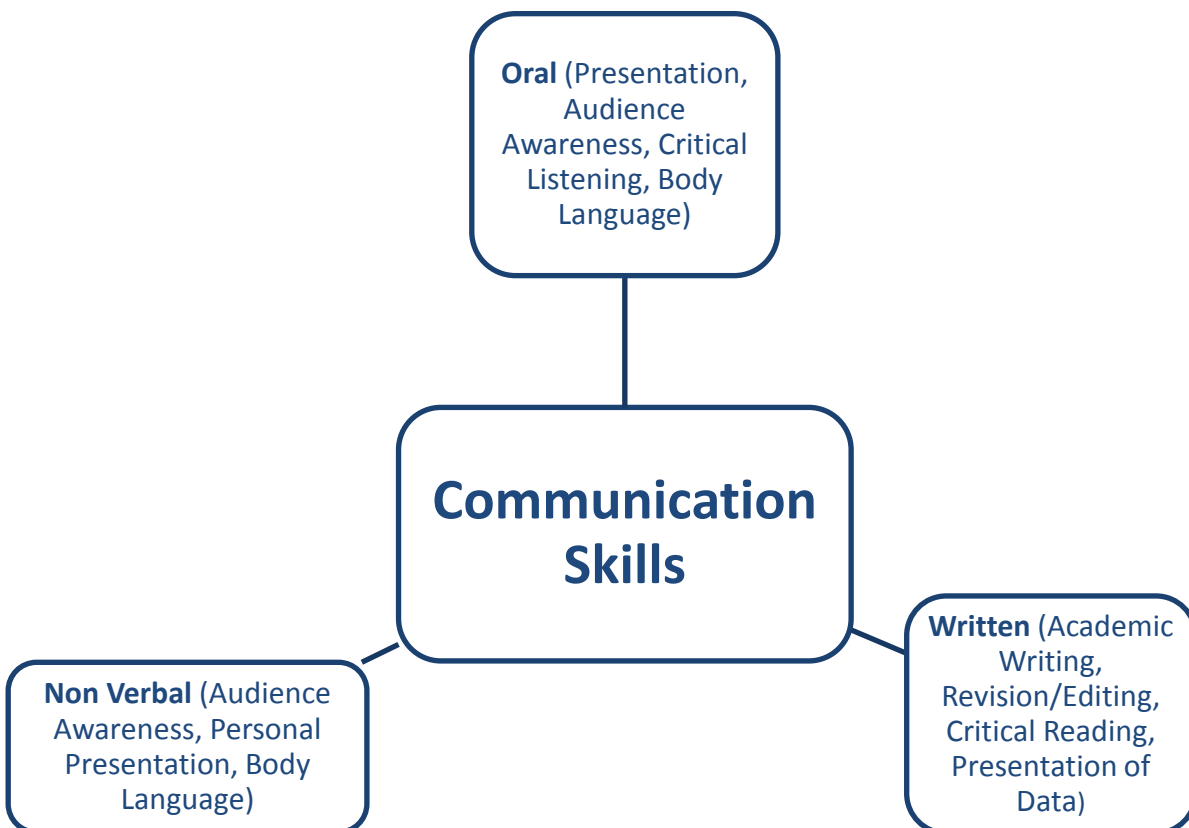 Oral (Presentation,
Audience
Awareness, Critical
Listening, Body
Language)
Communication
Skills
Non Verbal (Audience
Awareness, Personal
Presentation, Body
Language)
Written (Academic
Writing,
Revision/Editing,
Critical Reading,
Presentation of
Data)